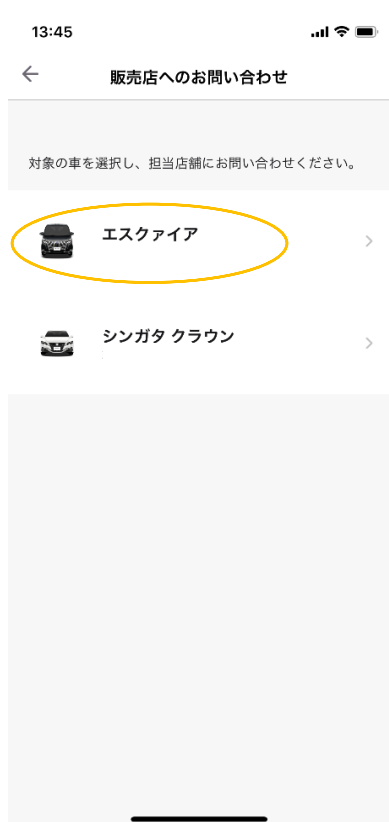 13:45
販売店へのお問い合わせ
対象の車を選択し、担当店舗にお問い合わせください。
エスクァイア
シンガタ クラウン